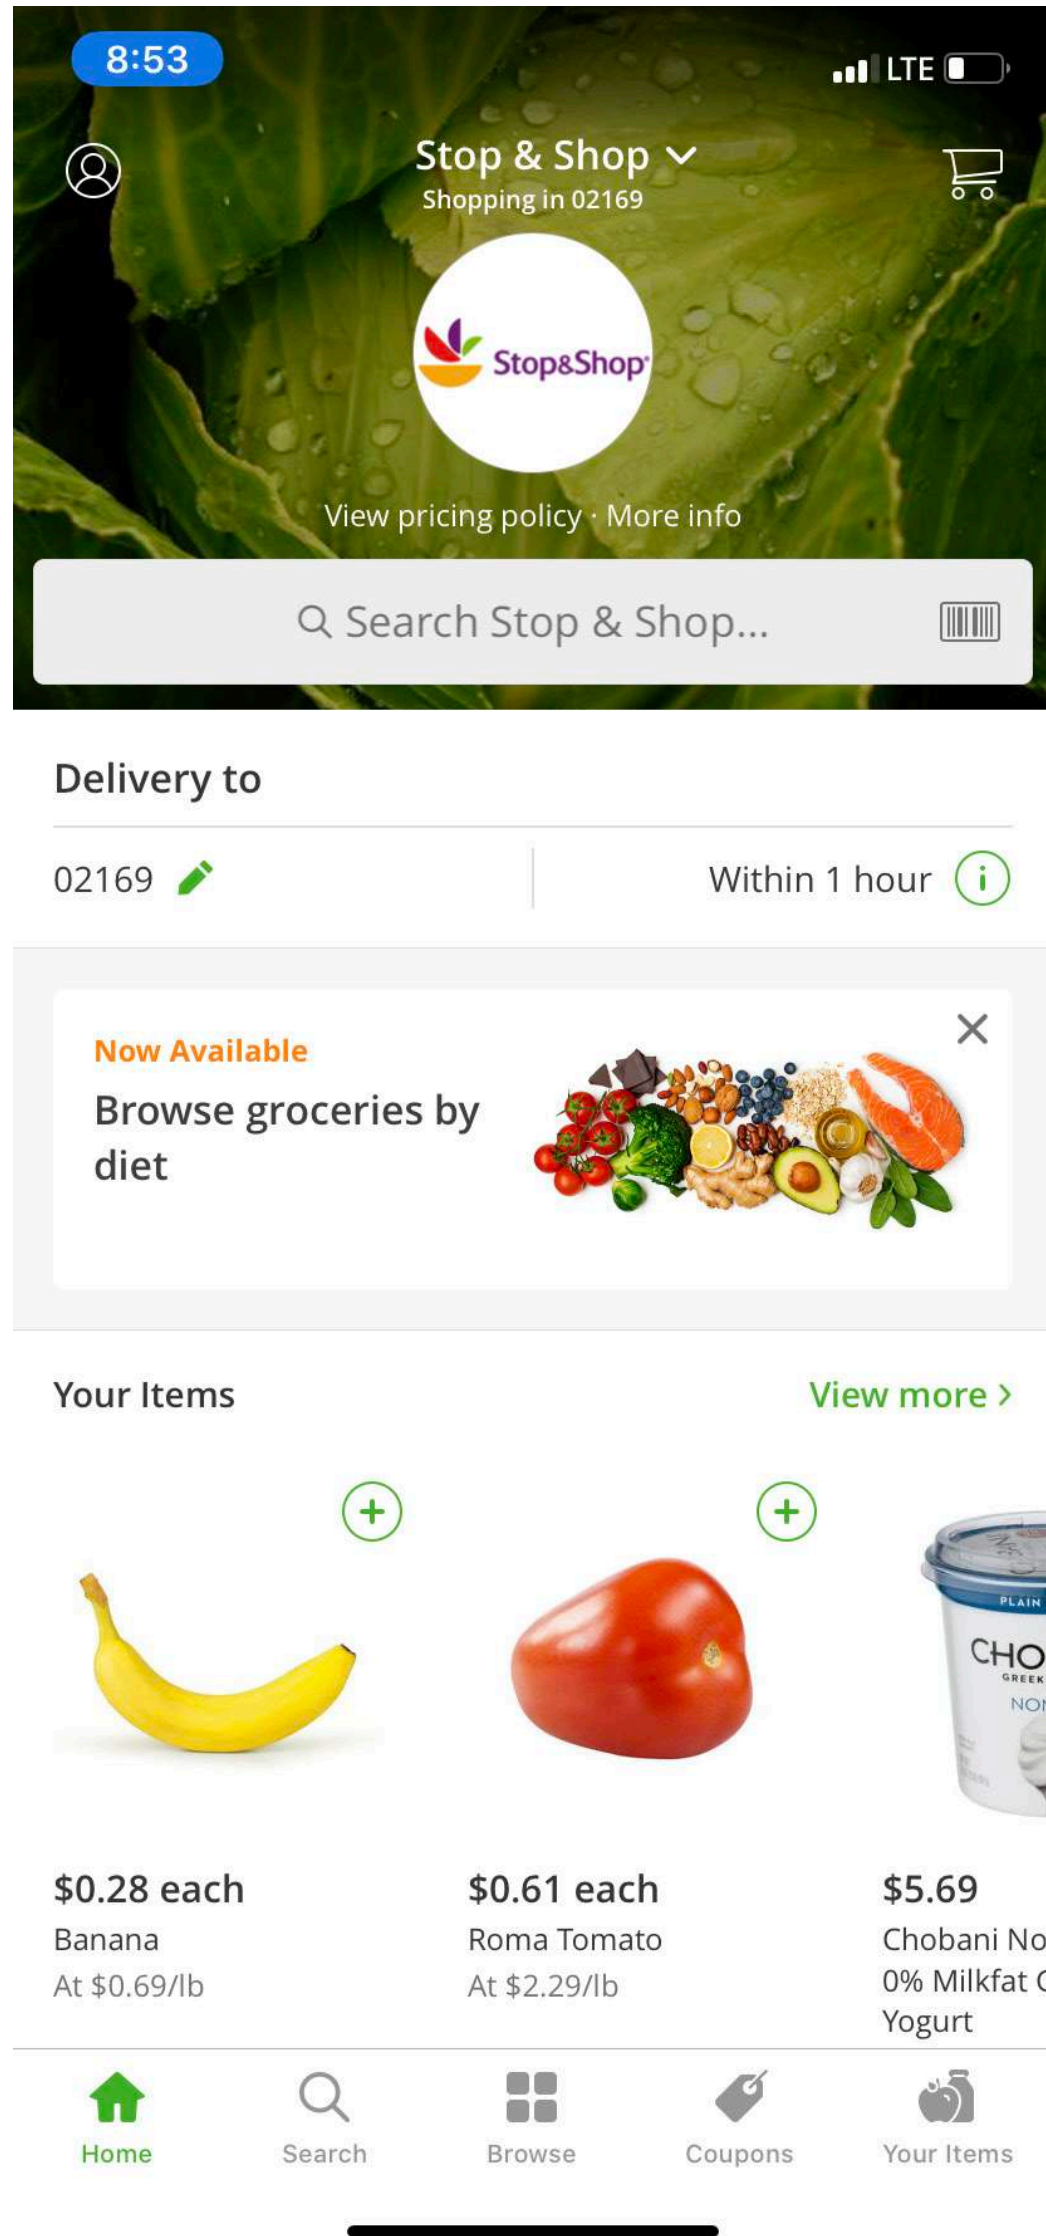 8:53
LTE
Stop & Shop
Shopping in 02169
Stop&Shop
View pricing policy · More info
Search Stop & Shop...
Delivery to
02169
Within 1 hour
Now Available
Browse groceries by
diet
Your Items
View more >
PLAIN
CHO
GREEK
NON
$0.28 each
Banana
At $0.69/lb
$0.61 each
Roma Tomato
At $2.29/lb
$5.69
Chobani No
0% Milkfat
Yogurt
Home
Search
Browse
Coupons
Your Items